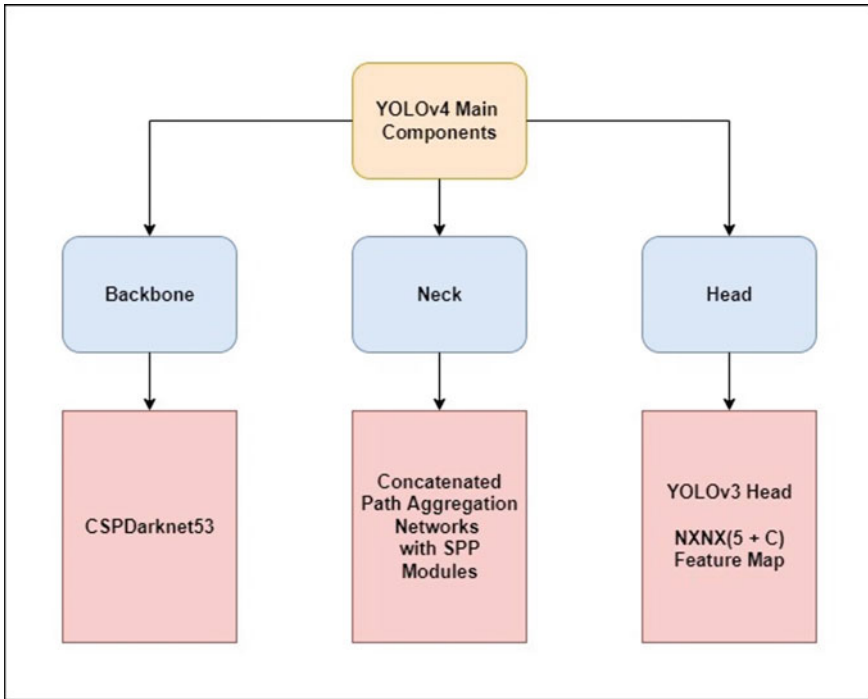 YOLOv4 Main
Components
Backbone
Neck
Head
CSPDarknet53
Concatenated
Path Aggregation
Networks
with SPP
Modules
YOLOv3 Head
NXNX(5 + C)
Feature Map